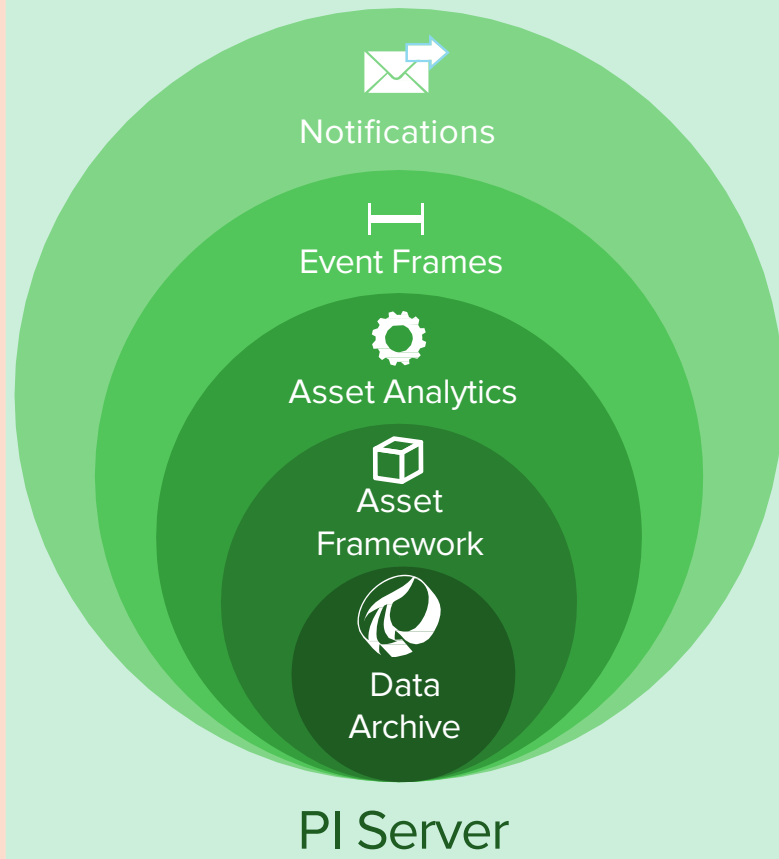 Notifications
Event Frames
Asset Analytics
Asset
Framework
Data
Archive
PI Server